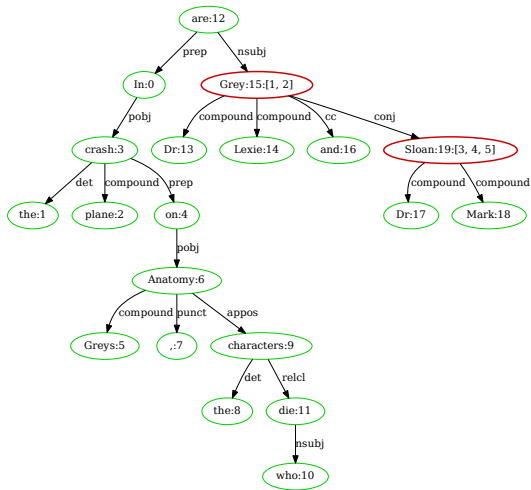 are:12
prep nsubj
In:0 Grey:15:[1, 2]
pobj compound compound cc conj
crash:3 Dr:13 Lexie:14 and:16 Sloan:19:[3, 4, 5]
det compound prep compound compound
the:1 plane:2 on:4 Dr:17 Mark:18
pobj
Anatomy:6
compound punct appos
Greys:5 ,:7 characters:9
det relcl
the:8 die:11
nsubj
who:10